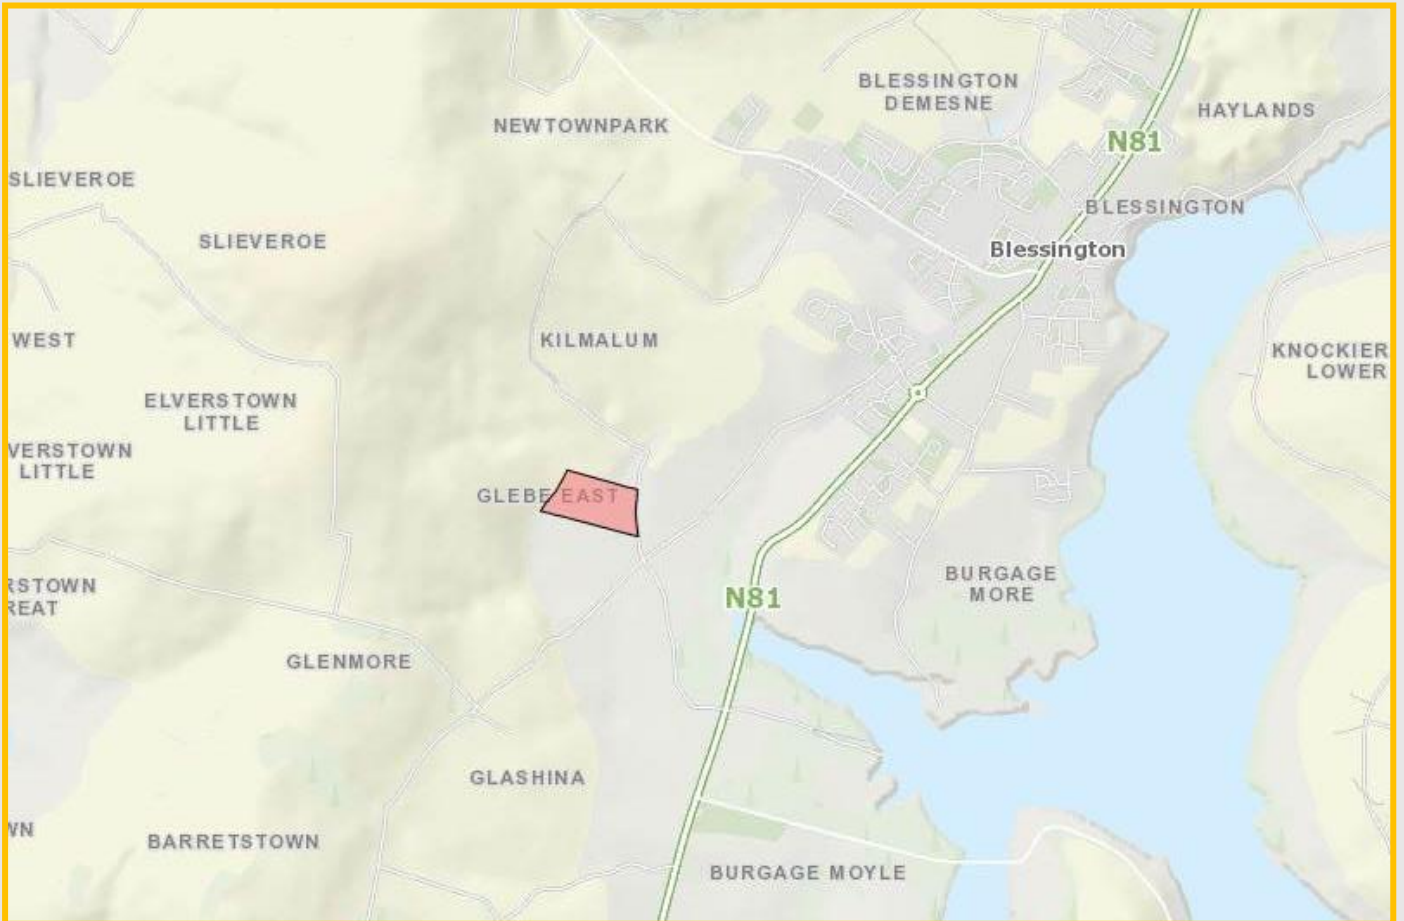 BLESSINGTON
DEMESNE
HAYLANDS
NEWTOWNPARK
N81
SLIEVEROE
BLESSINGTON
SLIEVEROE
Blessington
WEST
KILMALUM
KNOCKIER
LOWER
ELVERSTOWN
LITTLE
VERSTOWN
LITTLE
GLEBE EAST
RSTOWN
REAT
BURGAGE
MORE
N81
GLENMORE
GLASHINA
WN
BARRETSTOWN
BURGAGE MOYLE